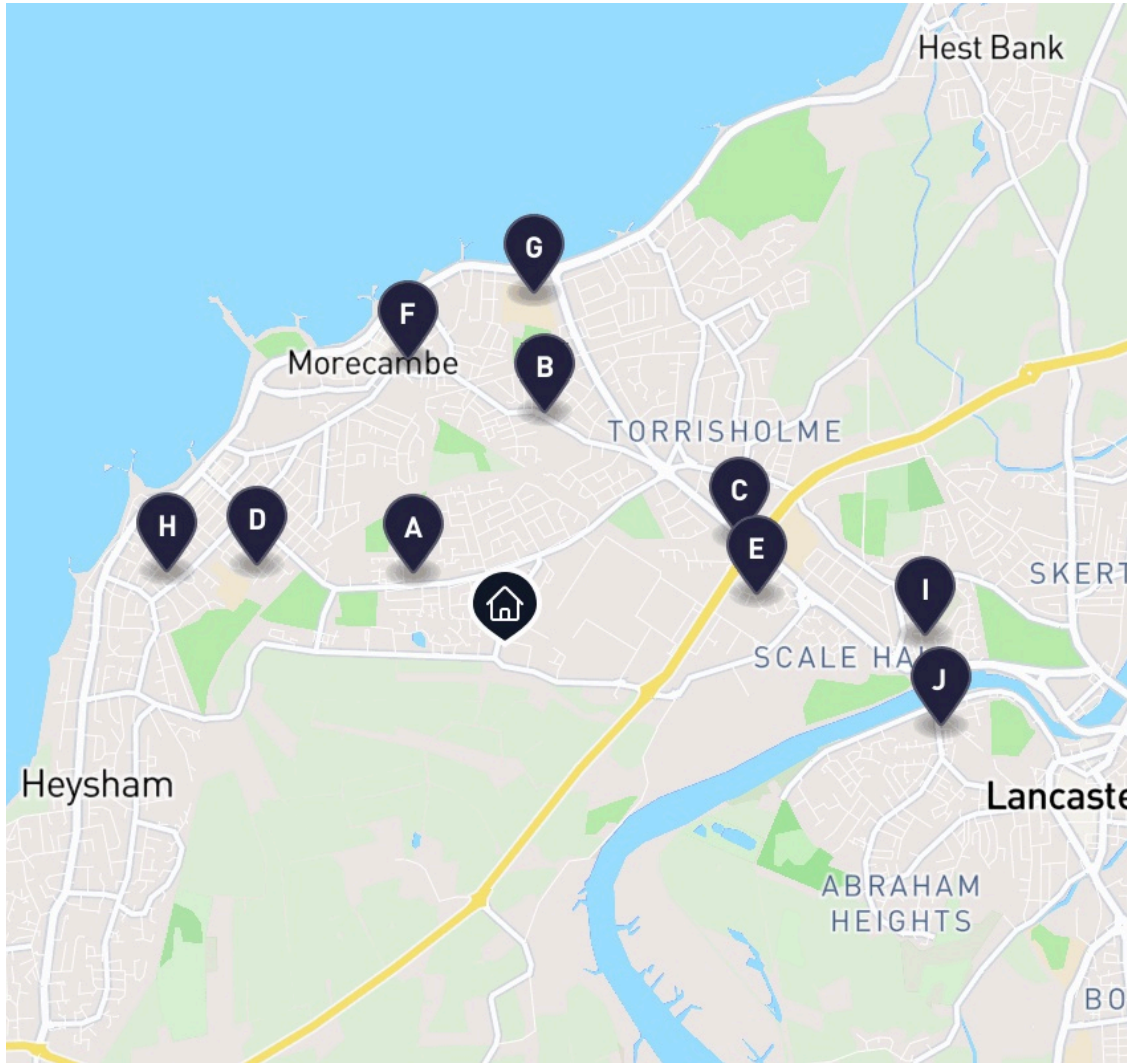 Hest Bank
G
F
Morecambe
B
TORRISHOLME
C
H
D
A
E
I
SKERT
SCALE HA
J
Heysham
Lancaste
ABRAHAM
HEIGHTS
BO